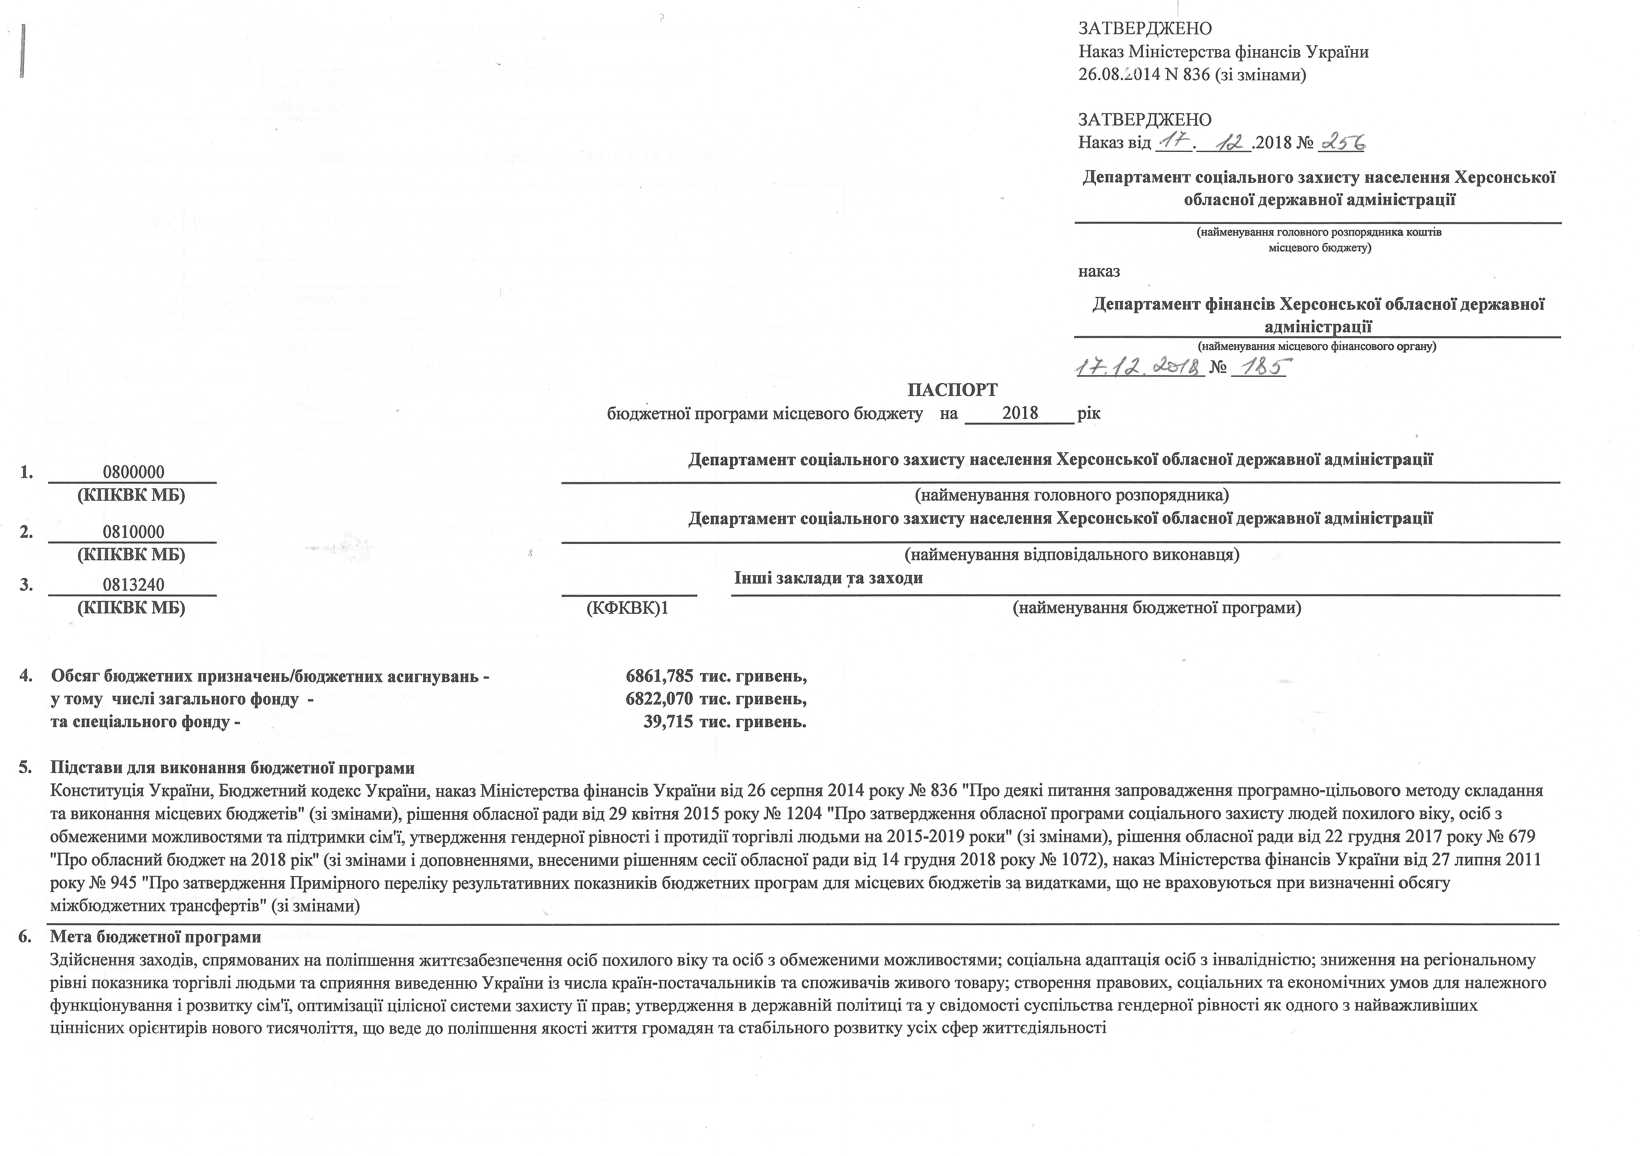 ЗАТВЕРДЖЕНО
Наказ Міністерства фінансів України
26.08.2014 N 836 (зі змінами)
ЗАТВЕРДЖЕНО
Наказ від 17.12.2018 № 256
Департамент соціального захисту населення Херсонської
обласної державної адміністрації
(найменування головного розпорядника коштів
місцевого бюджету)
наказ
Департамент фінансів Херсонської обласної державної
адміністрації
(найменування місцевого фінансового органу)
17.12.2018 № 185
ПАСПОРТ
бюджетної програми місцевого бюджету на 2018 рік
1. 0800000 Департамент соціального захисту населення Херсонської обласної державної адміністрації
(КПКВК МБ) (найменування головного розпорядника)
2. 0810000 Департамент соціального захисту населення Херсонської обласної державної адміністрації
(КПКВК МБ) (найменування відповідального виконавця)
3. 0813240 Інші заклади та заходи
(КПКВК МБ) (КФКВК)1 (найменування бюджетної програми)
4. Обсяг бюджетних призначень/бюджетних асигнувань - 6861,785 тис. гривень,
у тому числі загального фонду - 6822,070 тис. гривень,
та спеціального фонду - 39,715 тис. гривень.
5. Підстави для виконання бюджетної програми
Конституція України, Бюджетний кодекс України, наказ Міністерства фінансів України від 26 серпня 2014 року № 836 "Про деякі питання запровадження програмно-цільового методу складання
та виконання місцевих бюджетів" (зі змінами), рішення обласної ради від 29 квітня 2015 року № 1204 "Про затвердження обласної програми соціального захисту людей похилого віку, осіб з
обмеженими можливостями та підтримки сім'ї, утвердження гендерної рівності і протидії торгівлі людьми на 2015-2019 роки" (зі змінами), рішення обласної ради від 22 грудня 2017 року № 679
"Про обласний бюджет на 2018 рік" (зі змінами і доповненнями, внесеними рішенням сесії обласної ради від 14 грудня 2018 року № 1072), наказ Міністерства фінансів України від 27 липня 2011
року № 945 "Про затвердження Примірного переліку результативних показників бюджетних програм для місцевих бюджетів за видатками, що не враховуються при визначенні обсягу
міжбюджетних трансфертів" (зі змінами)
6. Мета бюджетної програми
Здійснення заходів, спрямованих на поліпшення життєзабезпечення осіб похилого віку та осіб з обмеженими можливостями; соціальна адаптація осіб з інвалідністю; зниження на регіональному
рівні показника торгівлі людьми та сприяння виведенню України із числа країн-постачальників та споживачів живого товару; створення правових, соціальних та економічних умов для належного
функціонування і розвитку сім'ї, оптимізації цілісної системи захисту її прав; утвердження в державній політиці та у свідомості суспільства гендерної рівності як одного з найважливіших
ціннісних орієнтирів нового тисячоліття, що веде до поліпшення якості життя громадян та стабільного розвитку усіх сфер життєдіяльності